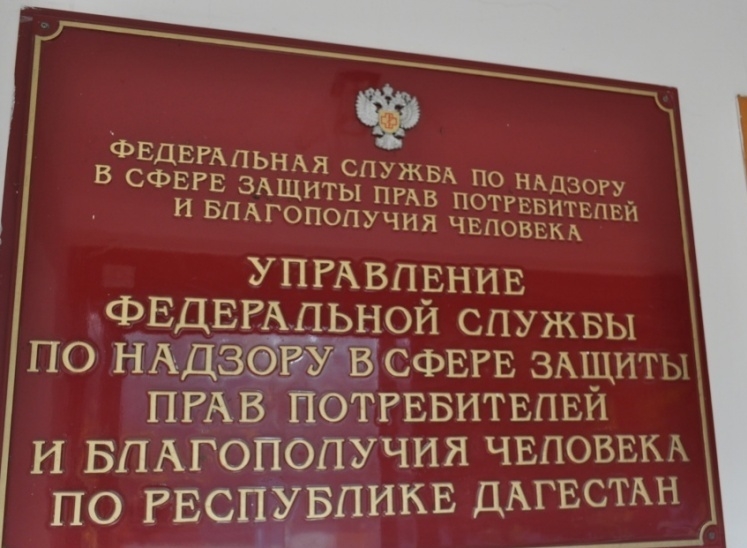 ФЕДЕРАЛЬНАЯ СЛУЖБА ПО НАДЗОРУ
В СФЕРЕ ЗАЩИТЫ ПРАВ ПОТРЕБИТЕЛЕЙ
И БЛАГОПОЛУЧИЯ ЧЕЛОВЕКА
УПРАВЛЕНИЕ
ФЕДЕРАЛЬНОЙ СЛУЖБЫ
ПО НАДЗОРУ В СФЕРЕ ЗАЩИТЫ
ПРАВ ПОТРЕБИТЕЛЕЙ
И БЛАГОПОЛУЧИЯ ЧЕЛОВЕКА
ПО РЕСПУБЛИКЕ ДАГЕСТАН